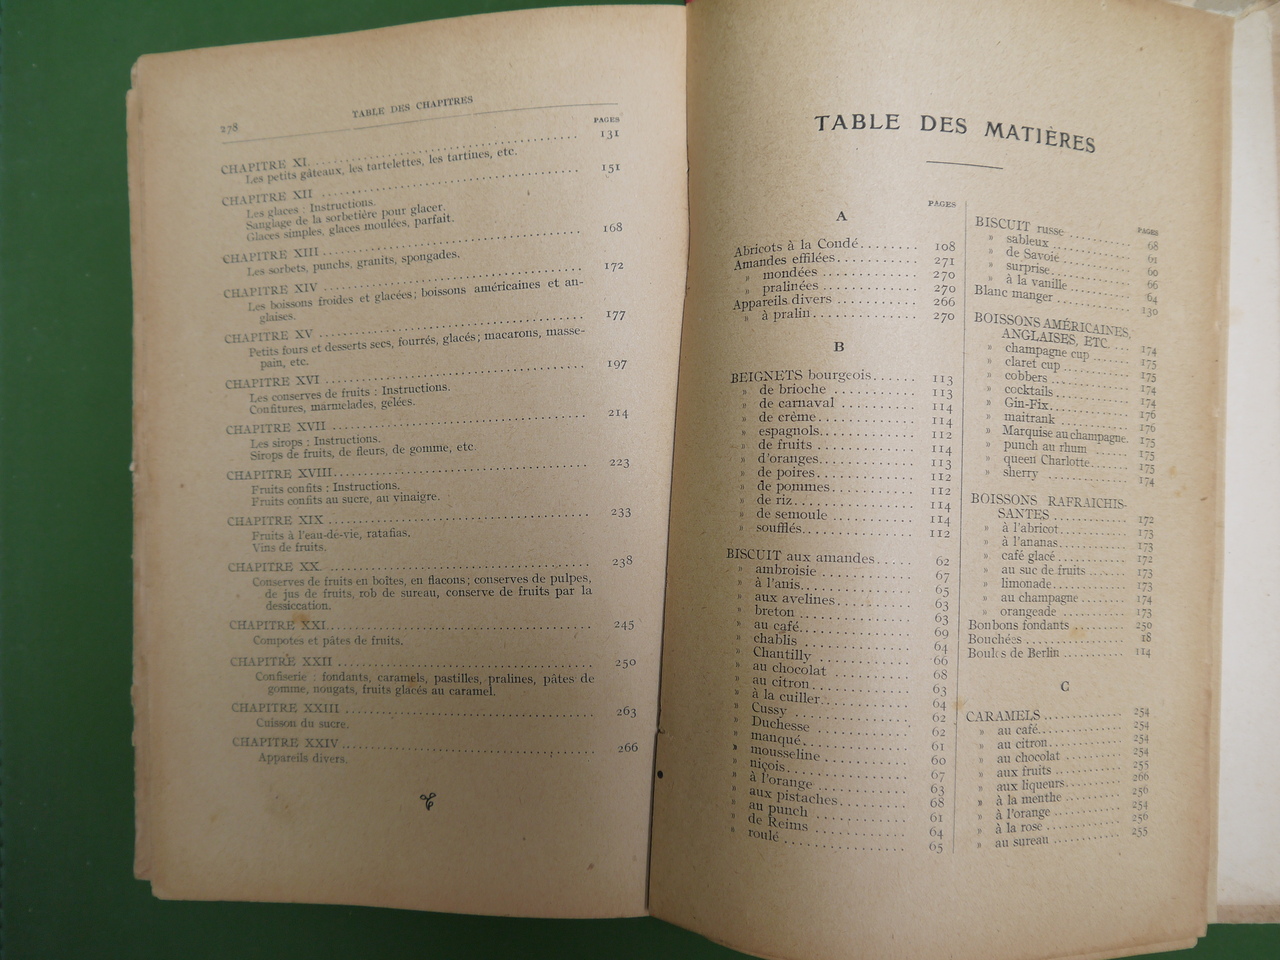 278
TABLE DES CHAPITRES
PAGES
CHAPITRE XI. 131
Les petits gâteaux, les tartelettes, les tartines, etc.
CHAPITRE XII 151
Les glaces : Instructions.
Sanglage de la sorbetière pour glacer.
Glaces simples, glaces moulées, parfait.
CHAPITRE XIII 168
Les sorbets, punchs, granits, spongades.
CHAPITRE XIV 172
Les boissons froides et glacées; boissons américaines et an-
glaises.
CHAPITRE XV 177
Petits fours et desserts secs, fourrés, glacés; macarons, masse-
pain, etc.
CHAPITRE XVI 197
Les conserves de fruits : Instructions.
Confitures, marmelades, gelées.
CHAPITRE XVII 214
Les sirops : Instructions.
Sirops de fruits, de fleurs, de gomme, etc.
CHAPITRE XVIII. 223
Fruits confits : Instructions.
Fruits confits au sucre, au vinaigre.
CHAPITRE XIX 233
Fruits à l'eau-de-vie, ratafias.
Vins de fruits.
CHAPITRE XX. 238
Conserves de fruits en boîtes, en flacons; conserves de pulpes,
de jus de fruits, rob de sureau, conserve de fruits par la
dessiccation.
CHAPITRE XXI. 245
Compotes et pâtes de fruits.
CHAPITRE XXII 250
Confiserie : fondants, caramels, pastilles, pralines, pâtes de
gomme, nougats, fruits glacés au caramel.
CHAPITRE XXIII 263
Cuisson du sucre.
CHAPITRE XXIV. 266
Appareils divers.
TABLE DES MATIÈRES
PAGES
A
Abricots à la Condé. 108
Amandes effilées. 271
» mondées 270
» pralinées 270
Appareils divers 266
» à pralin. 270
B
BEIGNETS bourgeois. 113
» de brioche 113
» de carnaval 114
» de crème. 114
» espagnols. 112
» de fruits 114
» d'oranges. 113
» de poires 112
» de pommes 112
» de riz. 114
» de semoule 114
» soufflés. 112
BISCUIT aux amandes. 62
» ambroisie 67
» à l'anis. 65
» aux avelines. 63
» breton 63
» au café. 69
» chablis 64
» Chantilly 66
» au chocolat 68
» au citron. 63
» à la cuiller. 64
» Cussy 62
» Duchesse 62
» manqué. 61
» mousseline 60
» niçois. 67
» à l'orange 63
» aux pistaches. 68
» au punch 61
» de Reims 64
» roulé 65
PAGES
BISCUIT russe 68
» sableux 61
» de Savoie 60
» surprise. 66
» à la vanille 64
Blanc manger 130
BOISSONS AMÉRICAINES,
ANGLAISES, ETC. 174
» champagne cup 175
» claret cup 175
» cobbers 174
» cocktails 174
» Gin-Fix. 176
» maitrank 176
» Marquise au champagne. 175
» punch au rhum 175
» queen Charlotte. 175
» sherry 174
BOISSONS RAFRAICHIS-
SANTES 172
» à l'abricot. 173
» à l'ananas. 173
» café glacé 172
» au suc de fruits 173
» limonade. 173
» au champagne 174
» orangeade 173
Bonbons fondants 250
Bouchées 18
Boules de Berlin 114
C
CARAMELS 254
» au café. 254
» au citron. 254
» au chocolat 254
» aux fruits 255
» aux liqueurs. 266
» à la menthe 256
» à l'orange 254
» à la rose 256
» au sureau 255